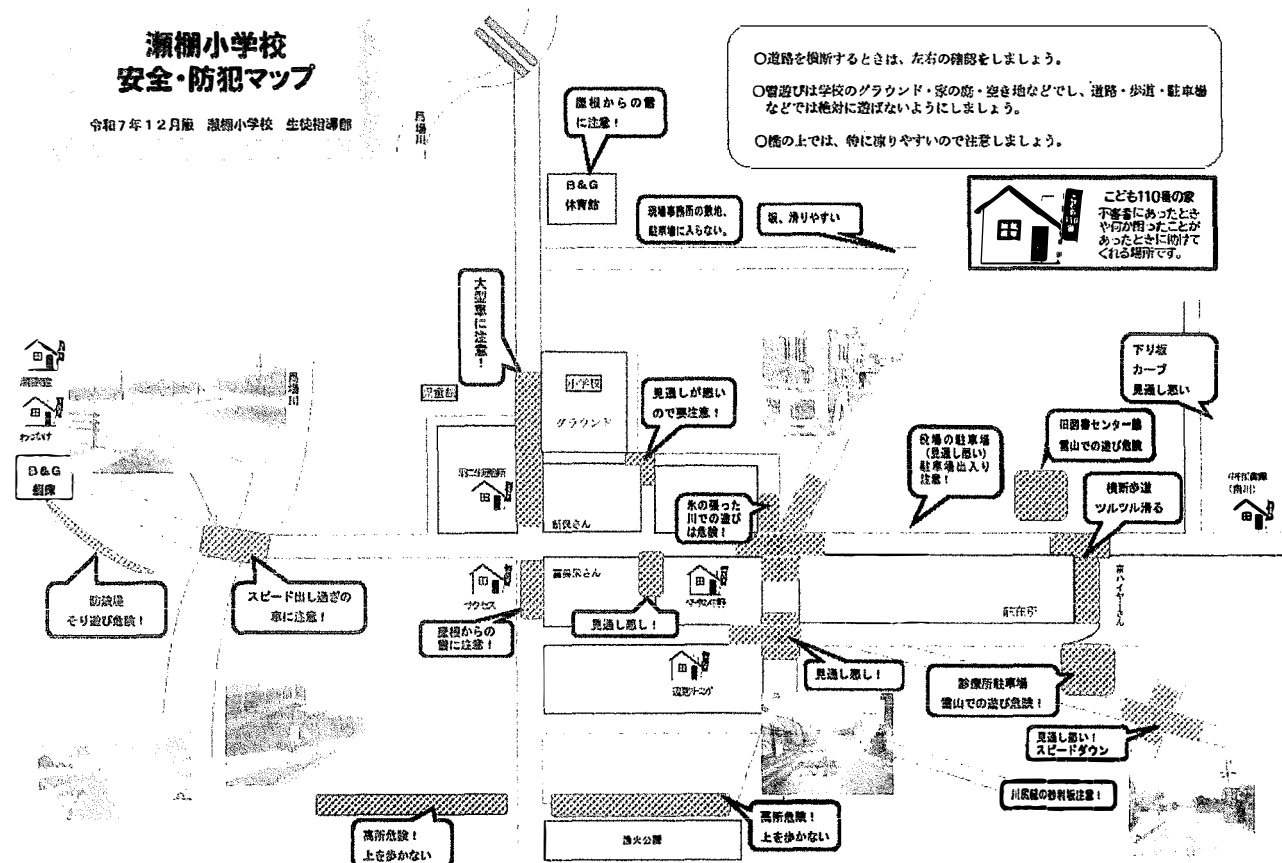 瀬棚小学校
安全・防犯マップ
令和7年12月版　瀬棚小学校　生徒指導部
○道路を横断するときは、左右の確認をしましょう。
○雪遊びは学校のグラウンド・家の庭・空き地などでし、道路・歩道・駐車場
などでは絶対に遊ばないようにしましょう。
○橋の上では、特に凍りやすいので注意しましょう。
こども110番の家
不審者にあったとき
や何か困ったことが
あったときに助けて
くれる場所です。
馬場川
屋根からの雪
に注意！
B&G
体育館
現場事務所の敷地、
駐車場に入らない。
坂、滑りやすい
大型車に注意！
馬場川
児童館
小学校
グラウンド
見通しが悪い
ので要注意！
下り坂
カーブ
見通し悪い
旧図書センター跡
雪山での遊び危険
役場の駐車場
（見通し悪い）
駐車場出入り
注意！
横断歩道
ツルツル滑る
（南川）
B&G
艇庫
氷の張った
川での遊び
は危険！
防波堤
そり遊び危険！
スピード出し過ぎの
車に注意！
サクセス
屋根からの
雪に注意！
見通し悪し！
見通し悪し！
診療所駐車場
雪山での遊び危険！
見通し悪い！
スピードダウン
川尻線の砂利坂注意！
高所危険！
上を歩かない
高所危険！
上を歩かない
漁火公園